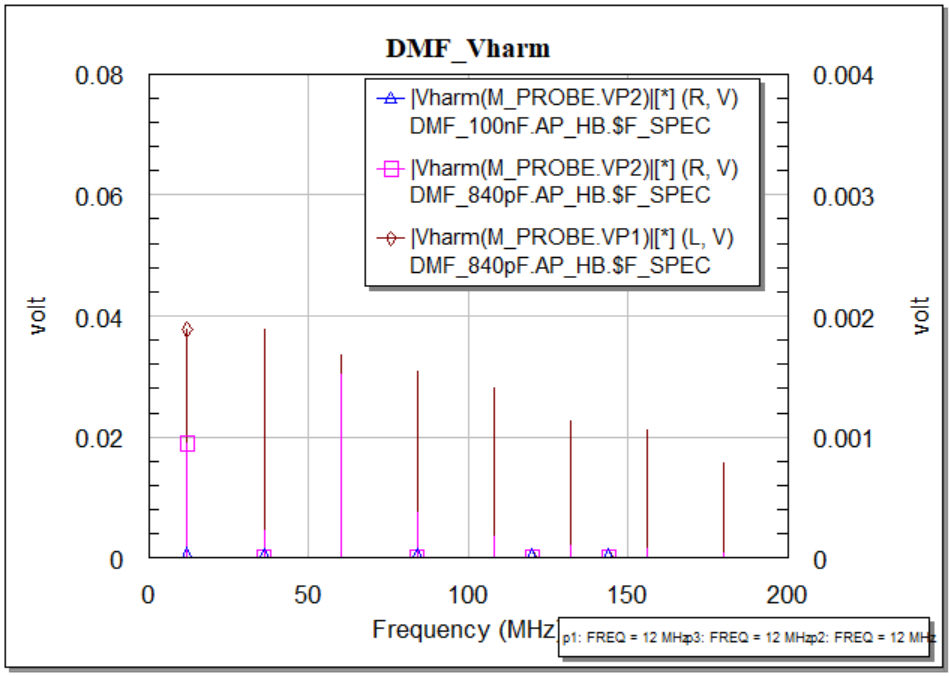 DMF_Vharm
0.08
0.06
0.04
0.02
0
volt
0.004
0.003
0.002
0.001
0
volt
|Vharm(M_PROBE.VP2)|[*] (R, V)
DMF_100nF.AP_HB.$F_SPEC
|Vharm(M_PROBE.VP2)|[*] (R, V)
DMF_840pF.AP_HB.$F_SPEC
|Vharm(M_PROBE.VP1)|[*] (L, V)
DMF_840pF.AP_HB.$F_SPEC
0 50 100 150 200
Frequency (MHz)
p1: FREQ = 12 MHzp3: FREQ = 12 MHzp2: FREQ = 12 MHz